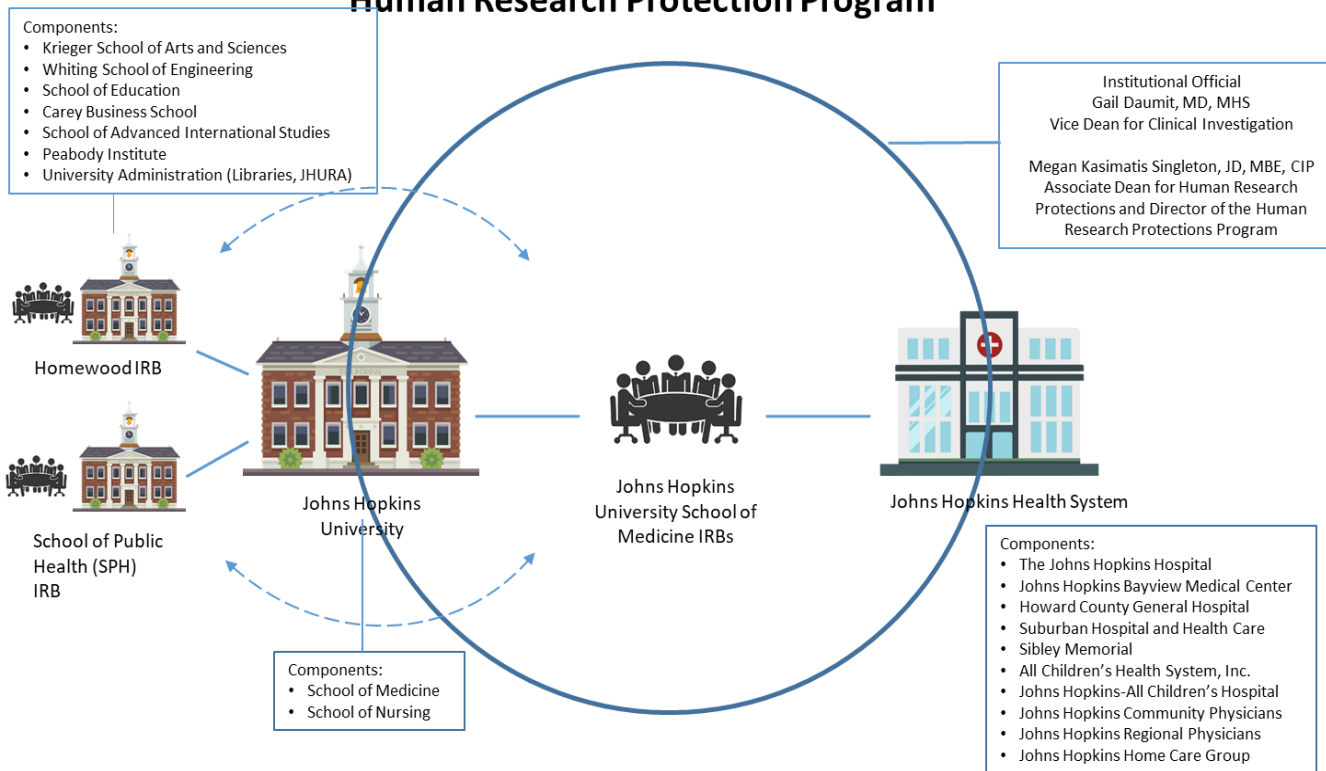 Human Research Protection Program
Components:
• Krieger School of Arts and Sciences
• Whiting School of Engineering
• School of Education
• Carey Business School
• School of Advanced International Studies
• Peabody Institute
• University Administration (Libraries, JHURA)
Institutional Official
Gail Daumit, MD, MHS
Vice Dean for Clinical Investigation
Megan Kasimatis Singleton, JD, MBE, CIP
Associate Dean for Human Research
Protections and Director of the Human
Research Protections Program
Homewood IRB
School of Public
Health (SPH)
IRB
SCHOOL
Johns Hopkins
University
Johns Hopkins
University School of
Medicine IRBs
Johns Hopkins Health System
Components:
• School of Medicine
• School of Nursing
Components:
• The Johns Hopkins Hospital
• Johns Hopkins Bayview Medical Center
• Howard County General Hospital
• Suburban Hospital and Health Care
• Sibley Memorial
• All Children's Health System, Inc.
• Johns Hopkins-All Children's Hospital
• Johns Hopkins Community Physicians
• Johns Hopkins Regional Physicians
• Johns Hopkins Home Care Group